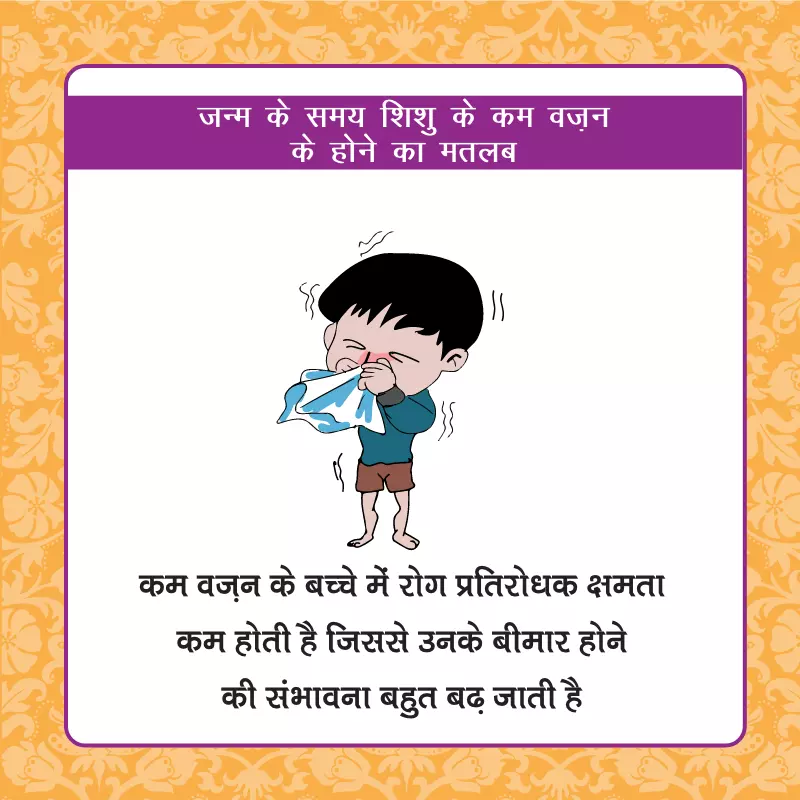 जन्म के समय शिशु के कम वज़न
के होने का मतलब
कम वज़न के बच्चे में रोग प्रतिरोधक क्षमता
कम होती है जिससे उनके बीमार होने
की संभावना बहुत बढ़ जाती है